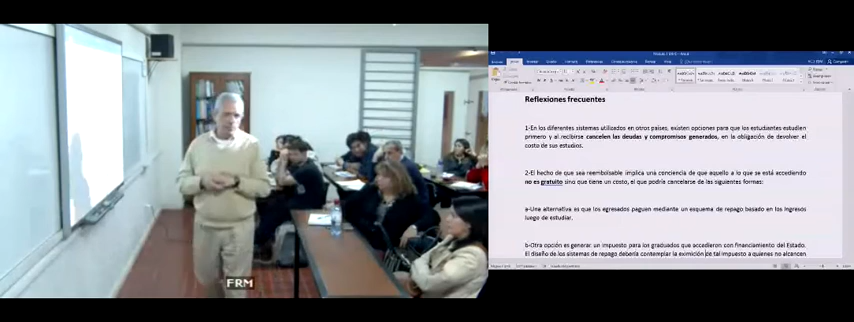 Reflexiones frecuentes
1-En los diferentes sistemas utilizados en otros países, existen opciones para que los estudiantes estudien
primero y al recibirse cancelen las deudas y compromisos generados, en la obligación de devolver el
costo de sus estudios.
2-El hecho de que sea reembolsable implica una conciencia de que aquello a lo que se está accediendo
no es gratuito sino que tiene un costo, el que podría cancelarse de las siguientes formas:
a-Una alternativa es que los egresados paguen mediante un esquema de repago basado en los ingresos
luego de estudiar.
b-Otra opción es generar un impuesto para los graduados que accedieron con financiamiento del Estado.
El diseño de los sistemas de repago debería contemplar la eximición de tal impuesto a quienes no alcancen
FRM